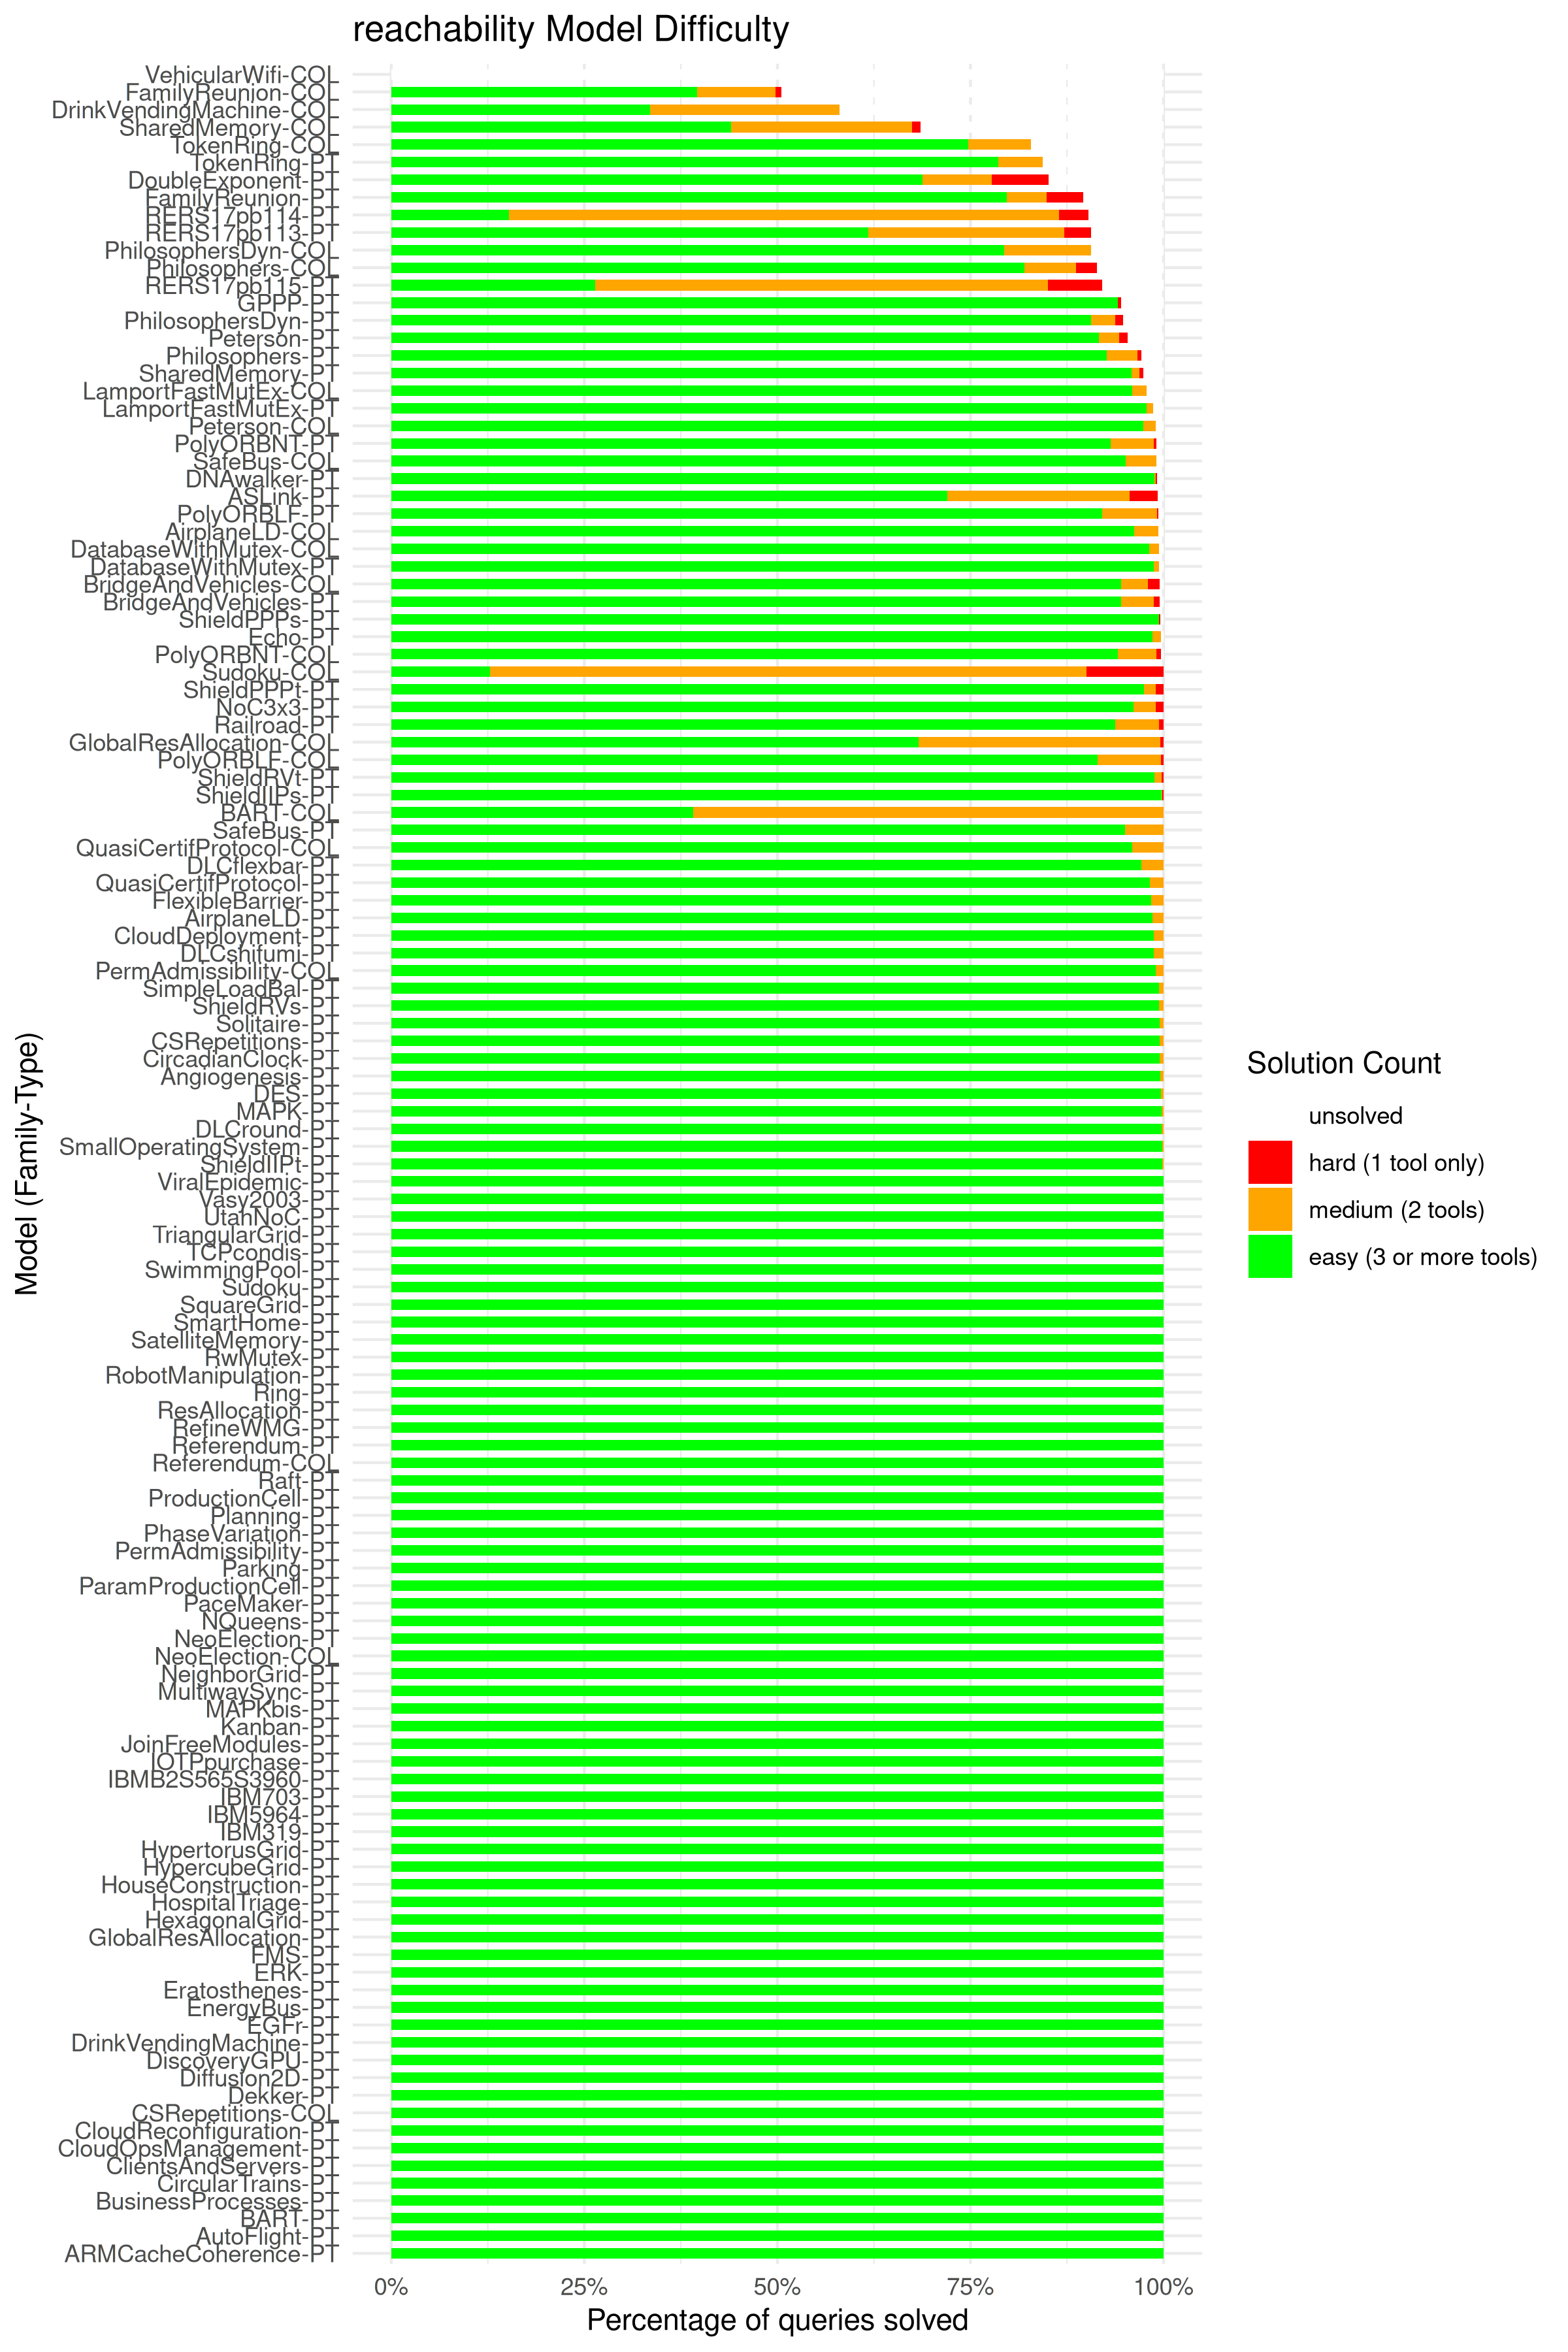 reachability Model Difficulty
VehicularWifi-COL
FamilyReunion-COL
DrinkVendingMachine-COL
SharedMemory-COL
TokenRing-COL
TokenRing-PT
DoubleExponent-PT
FamilyReunion-PT
RERS17pb114-PT
RERS17pb113-PT
PhilosophersDyn-COL
Philosophers-COL
RERS17pb115-PT
GPPP-PT
PhilosophersDyn-PT
Peterson-PT
Philosophers-PT
SharedMemory-PT
LamportFastMutEx-COL
LamportFastMutEx-PT
Peterson-COL
PolyORBNT-PT
SafeBus-COL
DNAwalker-PT
ASLink-PT
PolyORBLF-PT
AirplaneLD-COL
DatabaseWithMutex-COL
DatabaseWithMutex-PT
BridgeAndVehicles-COL
BridgeAndVehicles-PT
ShieldPPPs-PT
Echo-PT
PolyORBNT-COL
Sudoku-COL
ShieldPPPt-PT
NoC3x3-PT
Railroad-PT
GlobalResAllocation-COL
PolyORBLF-COL
ShieldRVt-PT
ShieldIIPs-PT
BART-COL
SafeBus-PT
QuasiCertifProtocol-COL
DLCflexbar-PT
QuasiCertifProtocol-PT
FlexibleBarrier-PT
AirplaneLD-PT
CloudDeployment-PT
DLCshifumi-PT
PermAdmissibility-COL
SimpleLoadBal-PT
ShieldRVs-PT
Solitaire-PT
CSRepetitions-PT
CircadianClock-PT
Angiogenesis-PT
DES-PT
MAPK-PT
DLCround-PT
SmallOperatingSystem-PT
ShieldIIPt-PT
ViralEpidemic-PT
Vasy2003-PT
UtahNoC-PT
TriangularGrid-PT
TCPcondis-PT
SwimmingPool-PT
Sudoku-PT
SquareGrid-PT
SmartHome-PT
SatelliteMemory-PT
RwMutex-PT
RobotManipulation-PT
Ring-PT
ResAllocation-PT
RefineWMG-PT
Referendum-PT
Referendum-COL
Raft-PT
ProductionCell-PT
Planning-PT
PhaseVariation-PT
PermAdmissibility-PT
Parking-PT
ParamProductionCell-PT
PaceMaker-PT
NQueens-PT
NeoElection-PT
NeoElection-COL
NeighborGrid-PT
MultiwaySync-PT
MAPKbis-PT
Kanban-PT
JoinFreeModules-PT
IOTPpurchase-PT
IBMB2S565S3960-PT
IBM703-PT
IBM5964-PT
IBM319-PT
HypertorusGrid-PT
HypercubeGrid-PT
HouseConstruction-PT
HospitalTriage-PT
HexagonalGrid-PT
GlobalResAllocation-PT
FMS-PT
ERK-PT
Eratosthenes-PT
EnergyBus-PT
EGFr-PT
DrinkVendingMachine-PT
DiscoveryGPU-PT
Diffusion2D-PT
Dekker-PT
CSRepetitions-COL
CloudReconfiguration-PT
CloudOpsManagement-PT
ClientsAndServers-PT
CircularTrains-PT
BusinessProcesses-PT
BART-PT
AutoFlight-PT
ARMCacheCoherence-PT
0% 25% 50% 75% 100%
Percentage of queries solved
Model (Family-Type)
Solution Count
unsolved
hard (1 tool only)
medium (2 tools)
easy (3 or more tools)